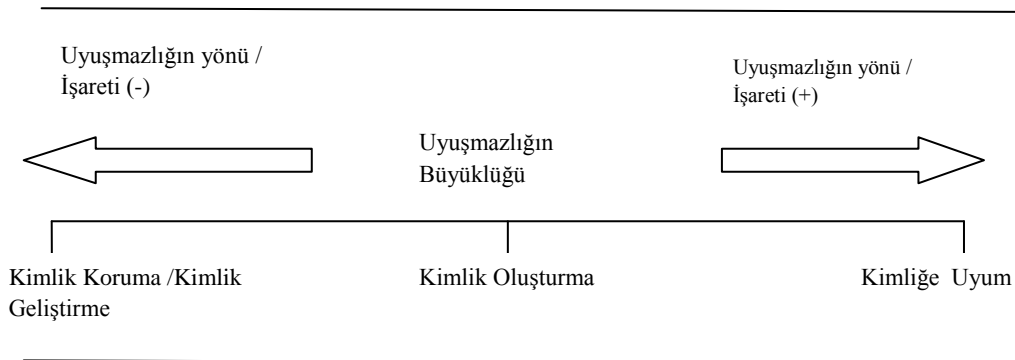 Uyuşmazlığın yönü /
İşareti (-)
Uyuşmazlığın yönü /
İşareti (+)
Uyuşmazlığın
Büyüklüğü
Kimlik Koruma /Kimlik
Geliştirme
Kimlik Oluşturma
Kimliğe Uyum